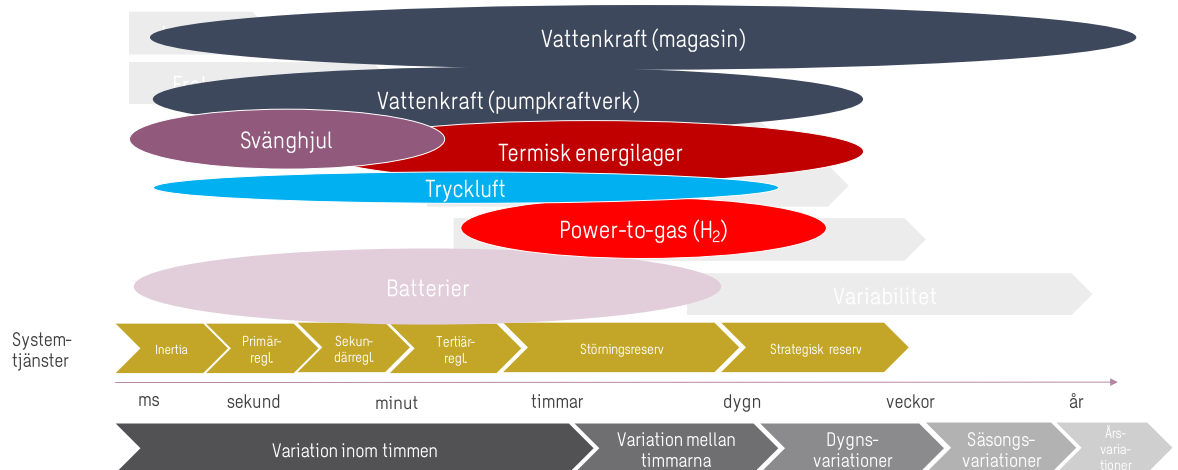 Vattenkraft (magasin)
Vattenkraft (pumpkraftverk)
Svänghjul
Termisk energilager
Tryckluft
Power-to-gas (H₂)
Batterier
Variabilitet
System-
tjänster
Inertia
Primär-
regl.
Sekun-
därregl.
Tertiär-
regl.
Störningsreserv
Strategisk reserv
ms
sekund
minut
timmar
dygn
veckor
år
Variation inom timmen
Variation mellan
timmarna
Dygns-
variationer
Säsongs-
variationer
Års-
varia-
tioner